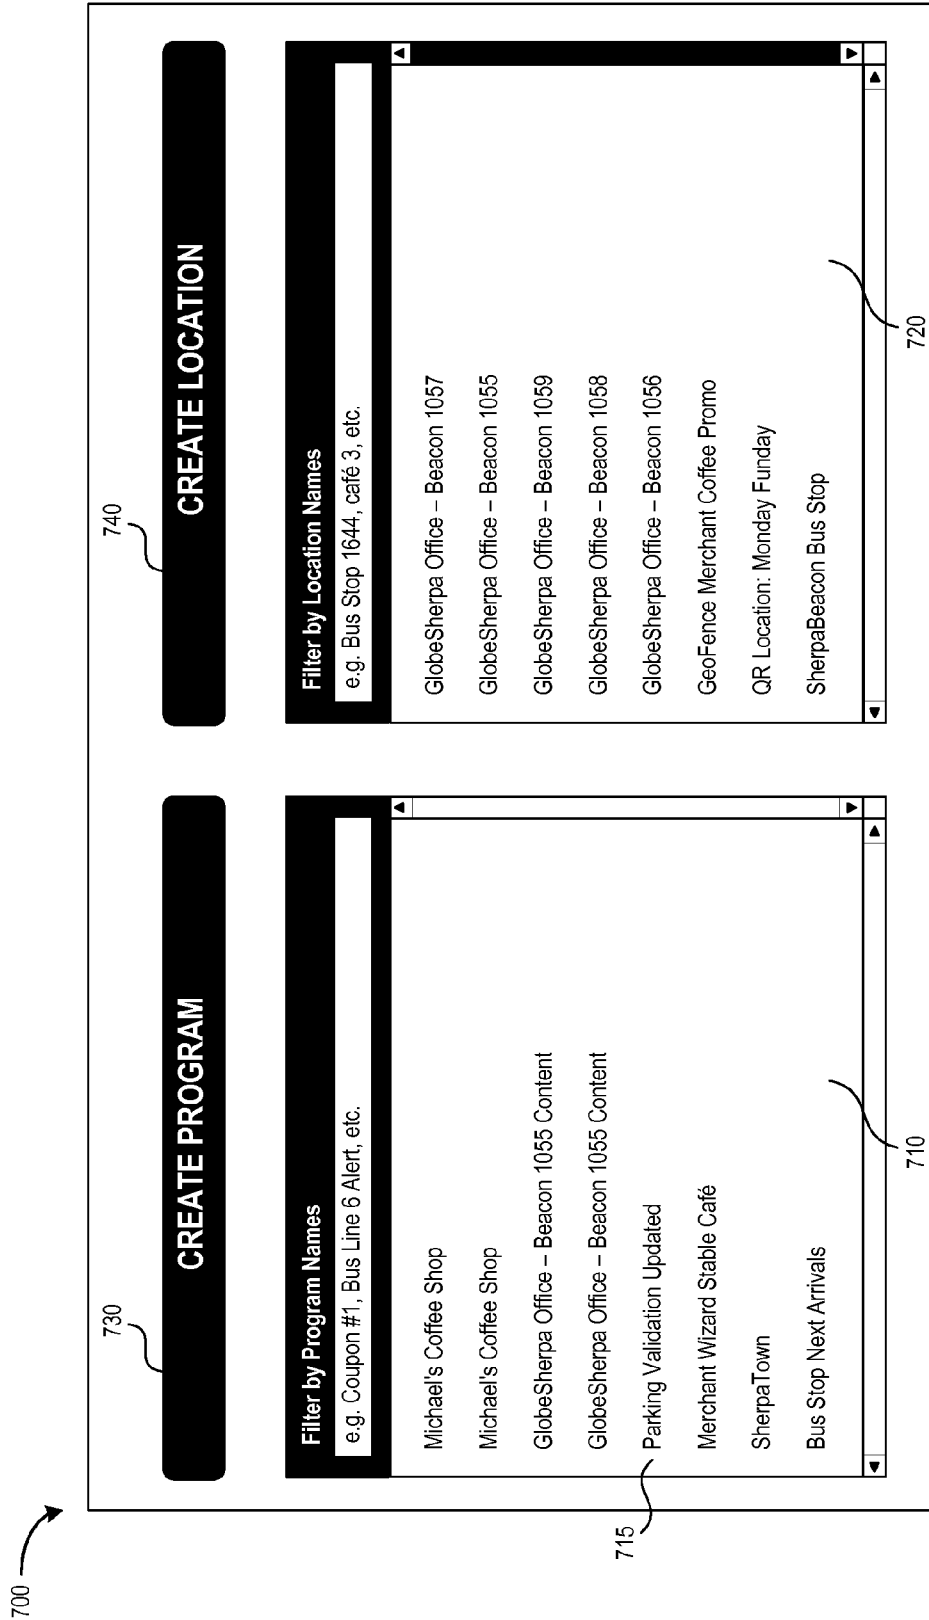 700
730
740
CREATE PROGRAM
CREATE LOCATION
Filter by Program Names
e.g. Coupon #1, Bus Line 6 Alert, etc.
Michael's Coffee Shop
Michael's Coffee Shop
GlobeSherpa Office – Beacon 1055 Content
GlobeSherpa Office – Beacon 1055 Content
Parking Validation Updated
Merchant Wizard Stable Café
SherpaTown
Bus Stop Next Arrivals
715
710
Filter by Location Names
e.g. Bus Stop 1644, café 3, etc.
GlobeSherpa Office – Beacon 1057
GlobeSherpa Office – Beacon 1055
GlobeSherpa Office – Beacon 1059
GlobeSherpa Office – Beacon 1058
GlobeSherpa Office – Beacon 1056
GeoFence Merchant Coffee Promo
QR Location: Monday Funday
SherpaBeacon Bus Stop
720